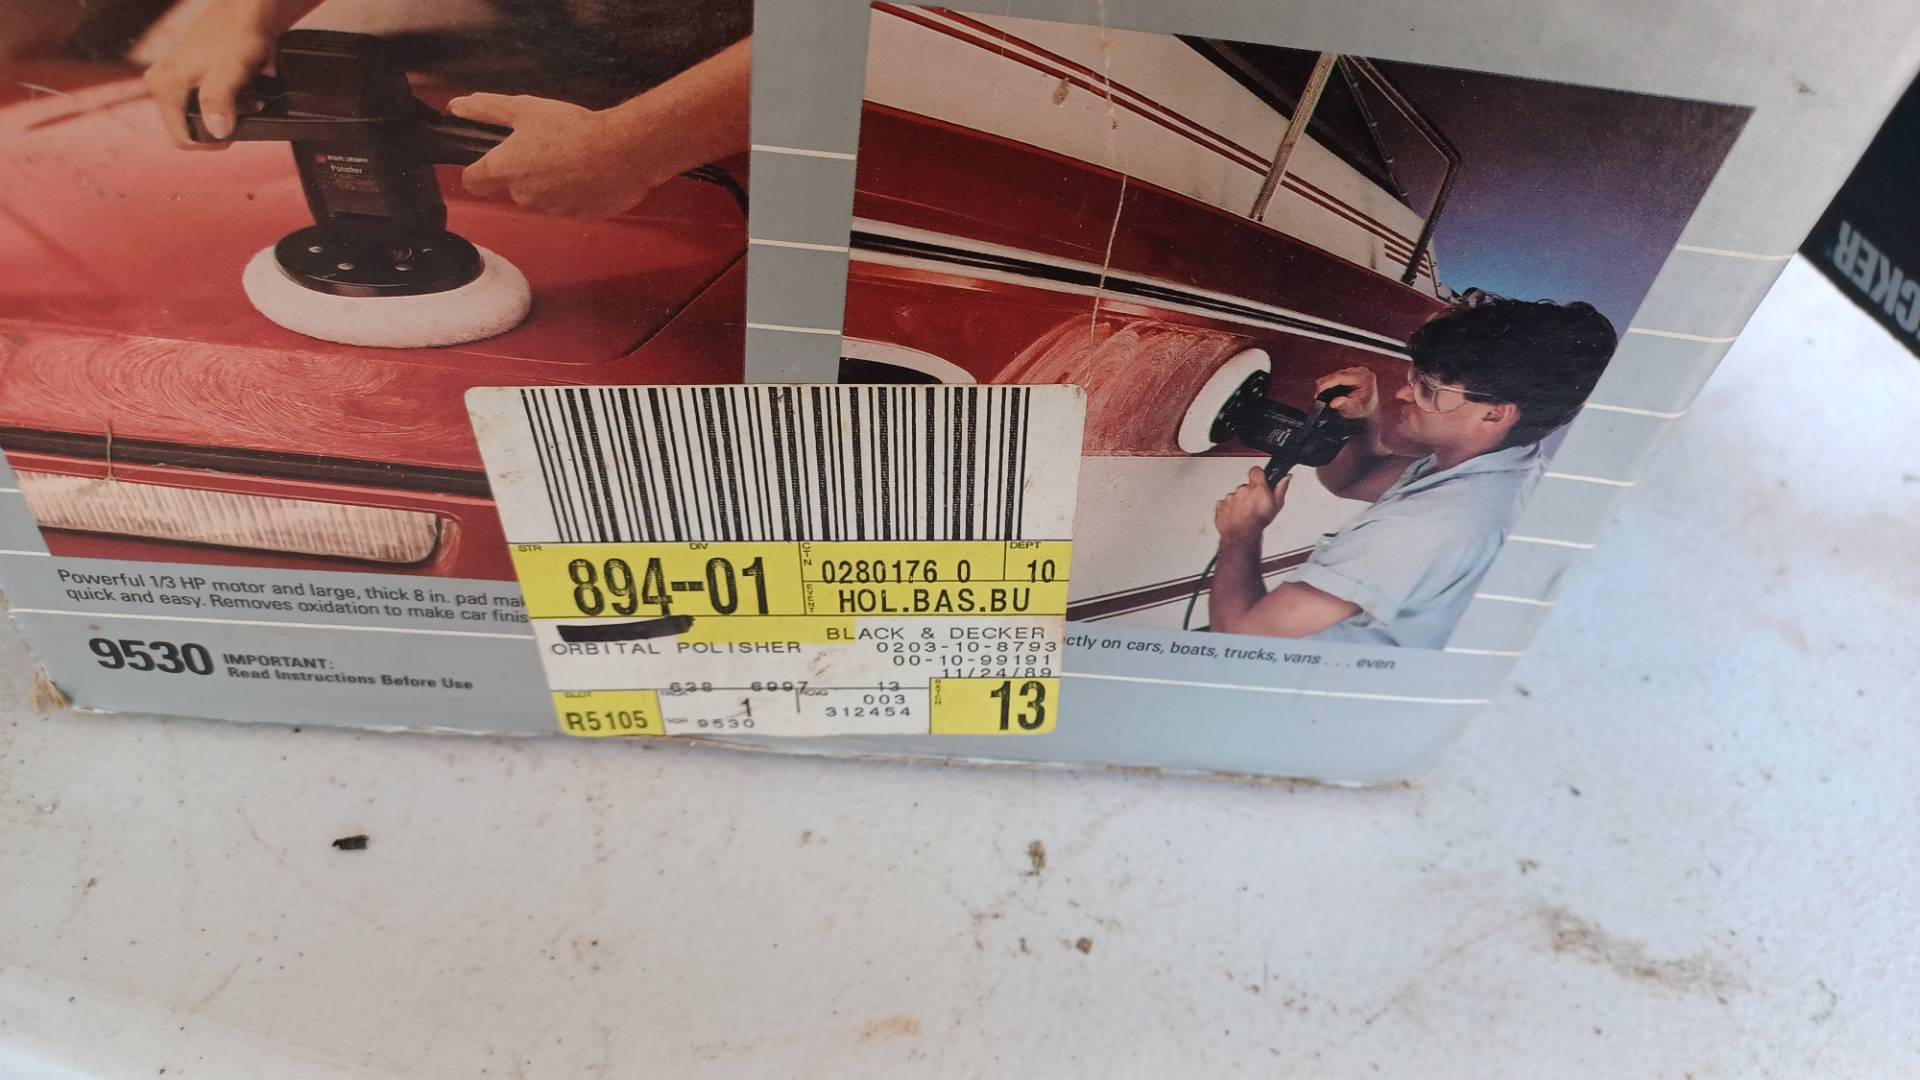 Polisher
CKER
STR
DIV
CTN
DEPT
894-01
0280176 0
10
EVENT
HOL.BAS.BU
BLACK & DECKER
ORBITAL POLISHER
0203-10-8793
00-10-99191
11/24/89
638 6997 13
SLOT
R5105
1
003
VDR 9530
312454
13
Powerful 1/3 HP motor and large, thick 8 in. pad
quick and easy. Removes oxidation to make car
9530
IMPORTANT:
Read Instructions Before Use
on cars, boats, trucks, vans . . . even